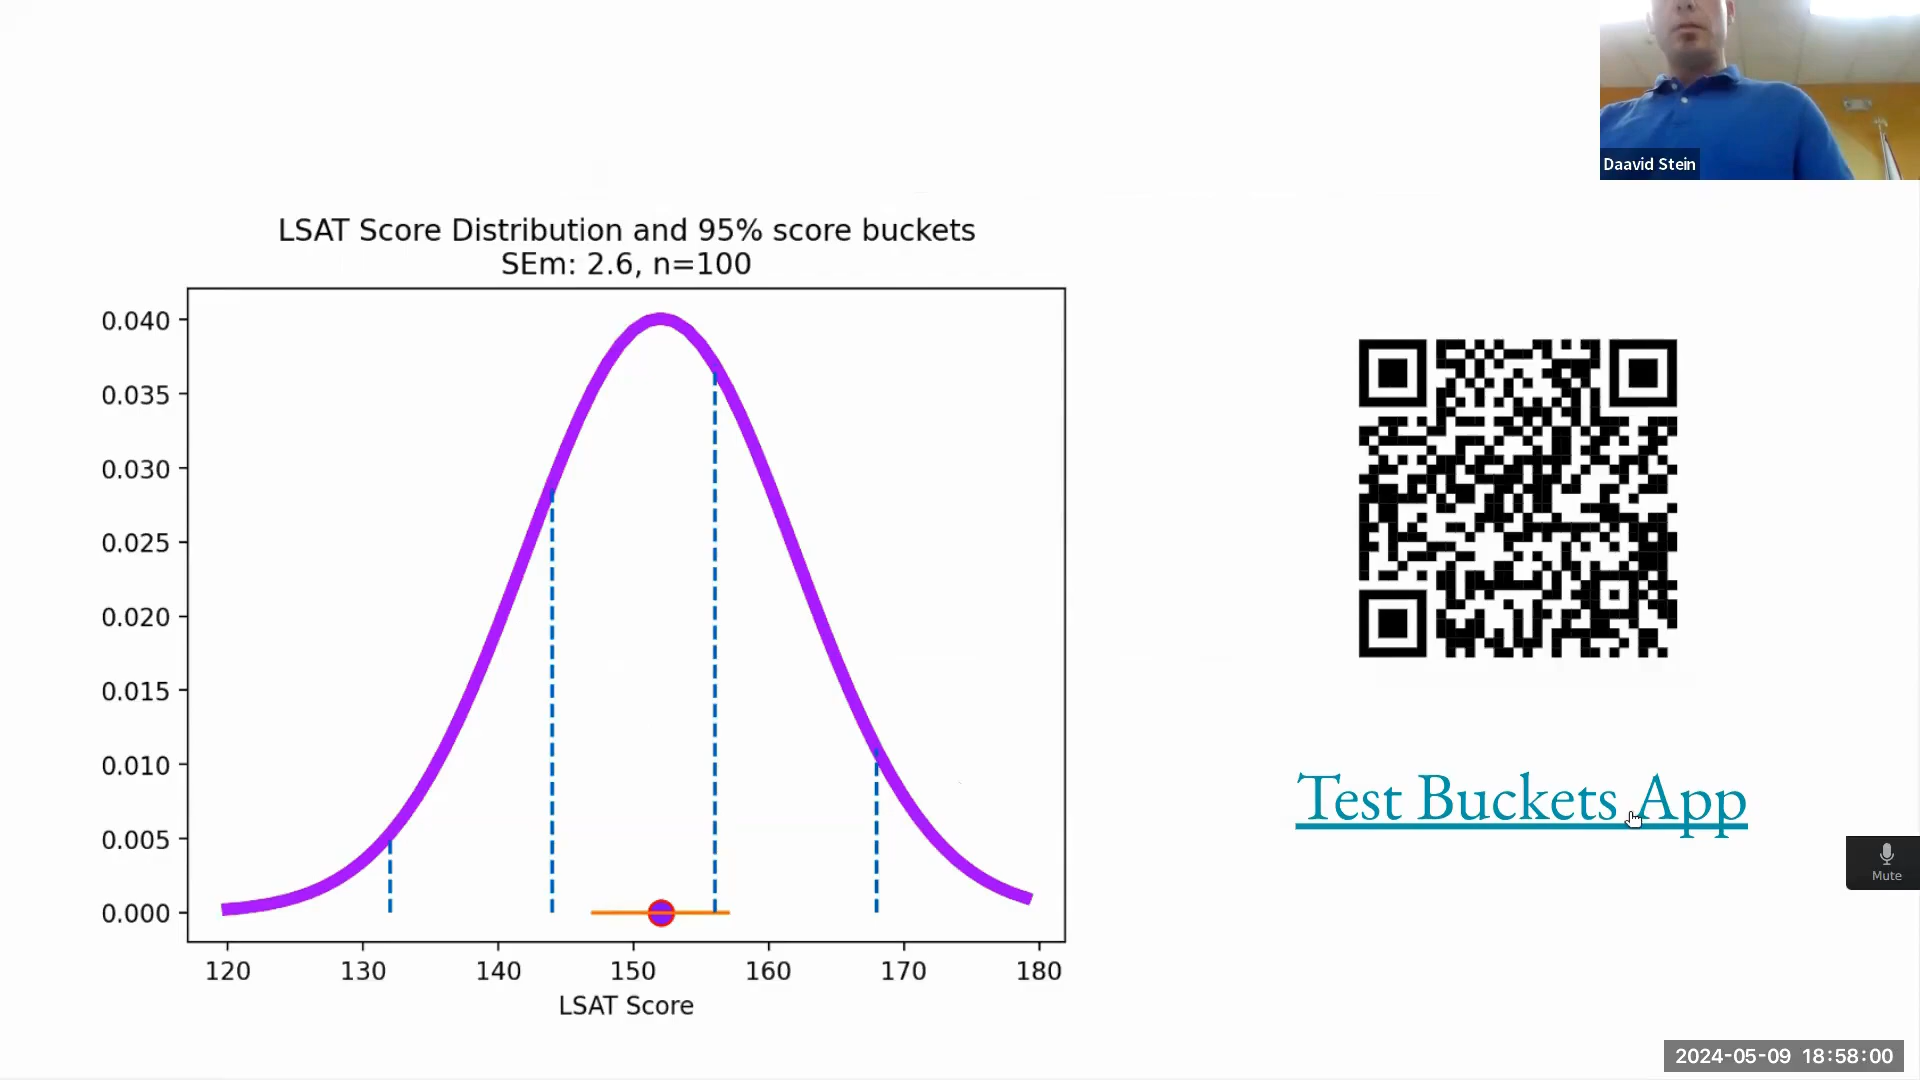 Daavid Stein
LSAT Score Distribution and 95% score buckets
SEm: 2.6, n=100
0.040
0.035
0.030
0.025
0.020
0.015
0.010
0.005
0.000
120 130 140 150 160 170 180
LSAT Score
Test Buckets App
Mute
2024-05-09 18:58:00